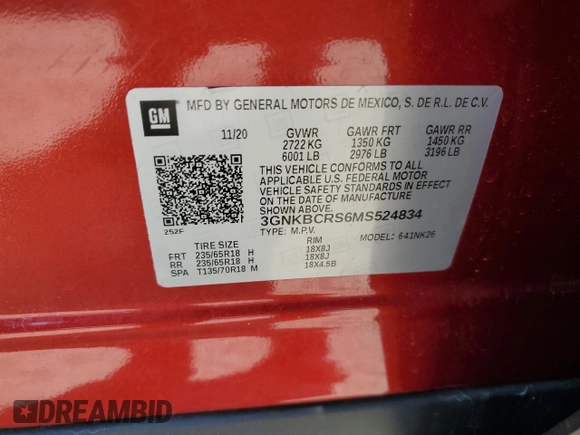 GM
MFD BY GENERAL MOTORS DE MEXICO, S. DE R.L. DE C.V.
11/20 GVWR GAWR FRT GAWR RR
2722 KG 1350 KG 1450 KG
6001 LB 2976 LB 3196 LB
THIS VEHICLE CONFORMS TO ALL
APPLICABLE U.S. FEDERAL MOTOR
VEHICLE SAFETY STANDARDS IN EFFECT
ON THE DATE OF MANUFACTURE
SHOWN ABOVE.
3GNKBCRS6MS524834
252F TYPE: M.P.V. MODEL: 641NK26
TIRE SIZE RIM
FRT 235/65R18 H 18X8J
RR 235/65R18 H 18X8J
SPA T135/70R18 M 18X4.5B
DREAMBID